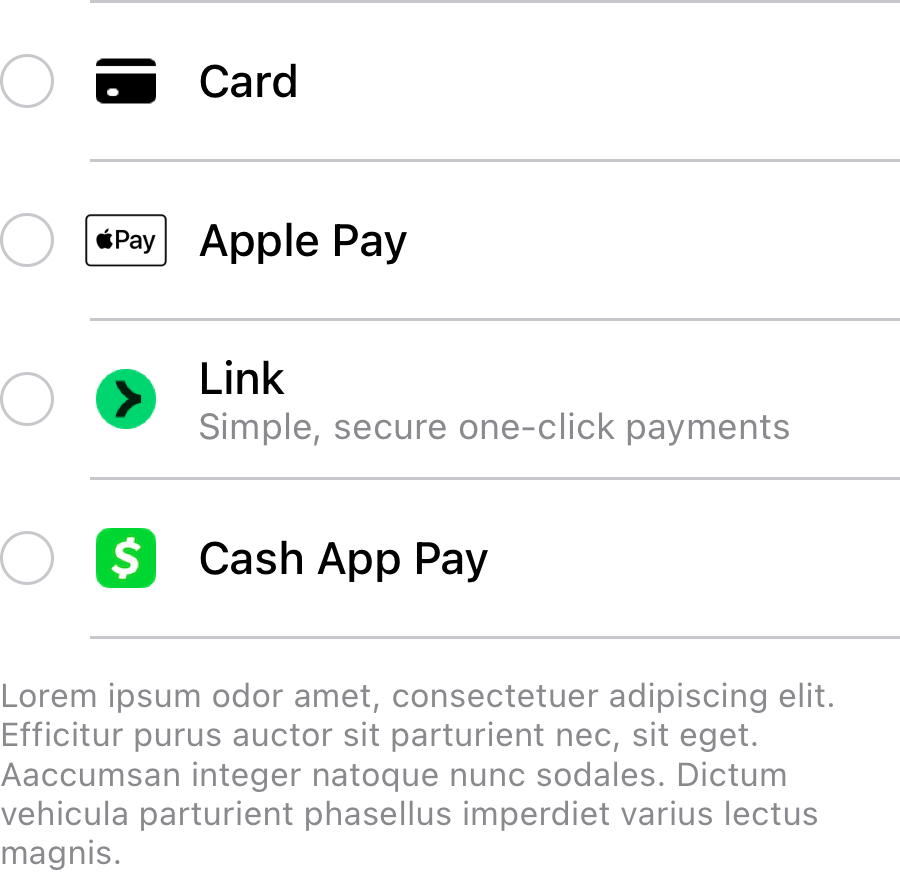 Card
Pay
Apple Pay
Link
Simple, secure one-click payments
$
Cash App Pay
Lorem ipsum odor amet, consectetuer adipiscing elit.
Efficitur purus auctor sit parturient nec, sit eget.
Aaccumsan integer natoque nunc sodales. Dictum
vehicula parturient phasellus imperdiet varius lectus
magnis.